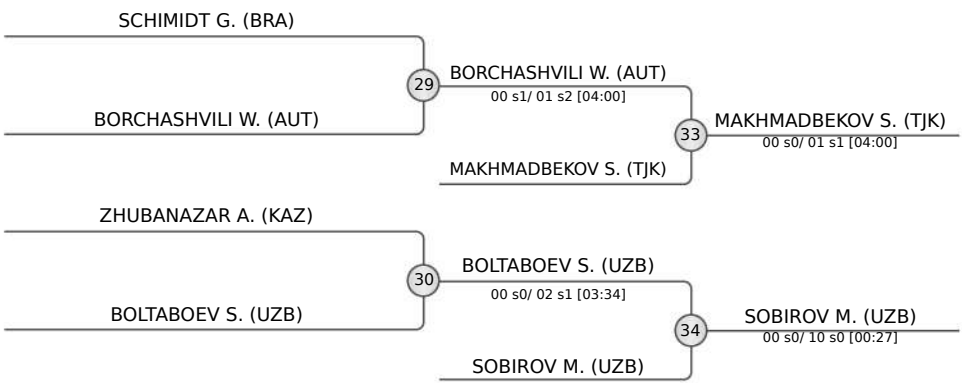 SCHIMIDT G. (BRA)
29
BORCHASHVILI W. (AUT)
00 s1/ 01 s2 [04:00]
BORCHASHVILI W. (AUT)
33
MAKHMADBEKOV S. (TJK)
00 s0/ 01 s1 [04:00]
MAKHMADBEKOV S. (TJK)
ZHUBANAZAR A. (KAZ)
30
BOLTABOEV S. (UZB)
00 s0/ 02 s1 [03:34]
BOLTABOEV S. (UZB)
34
SOBIROV M. (UZB)
00 s0/ 10 s0 [00:27]
SOBIROV M. (UZB)